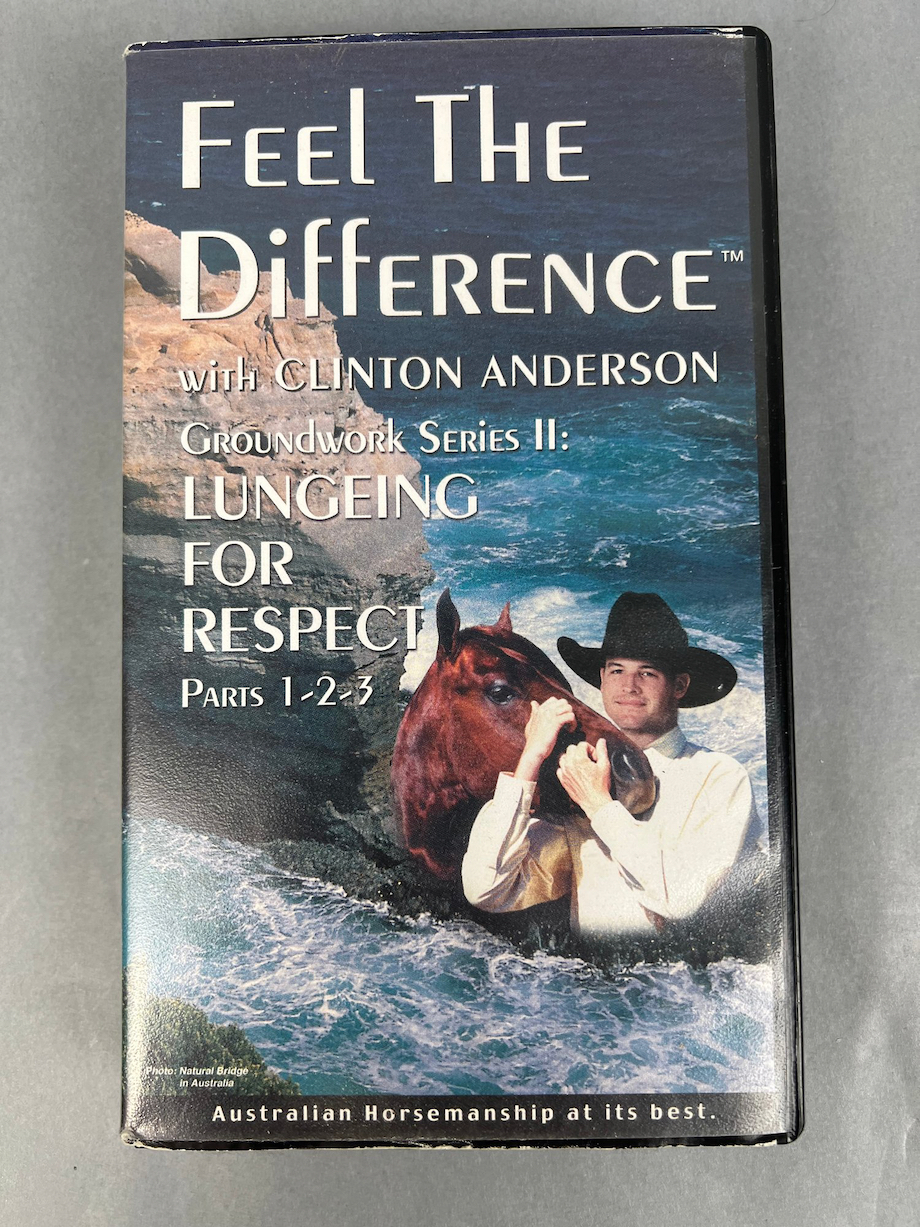 Feel The
Difference™
with CLINTON ANDERSON
Groundwork Series II:
LUNGEING
FOR
RESPECT
Parts 1-2-3
Photo: Natural Bridge
in Australia
Australian Horsemanship at its best.